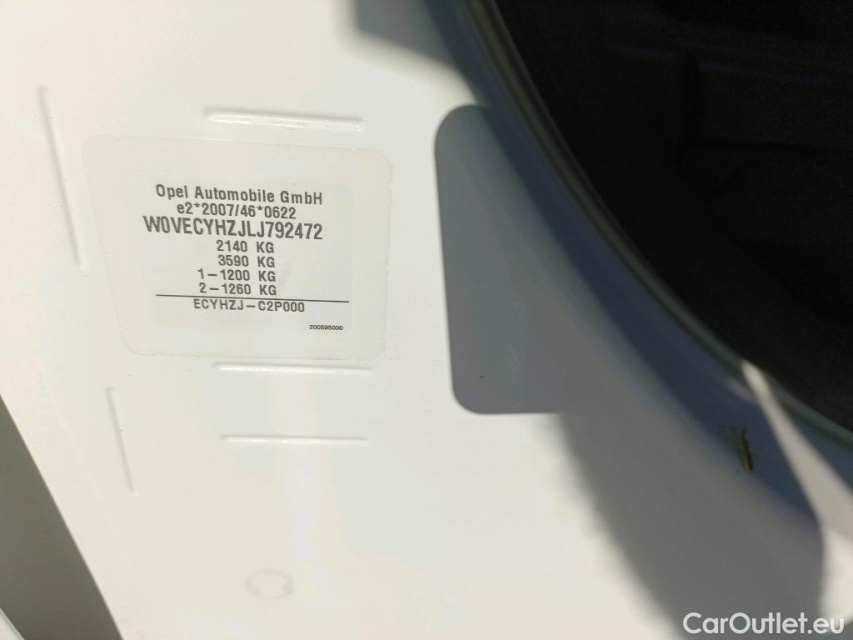 Opel Automobile GmbH
e2*2007/46*0622
W0VECYHZJLJ792472
2140 KG
3590 KG
1-1200 KG
2-1260 KG
ECYHZJ-C2P000
200595000
CarOutlet.eu